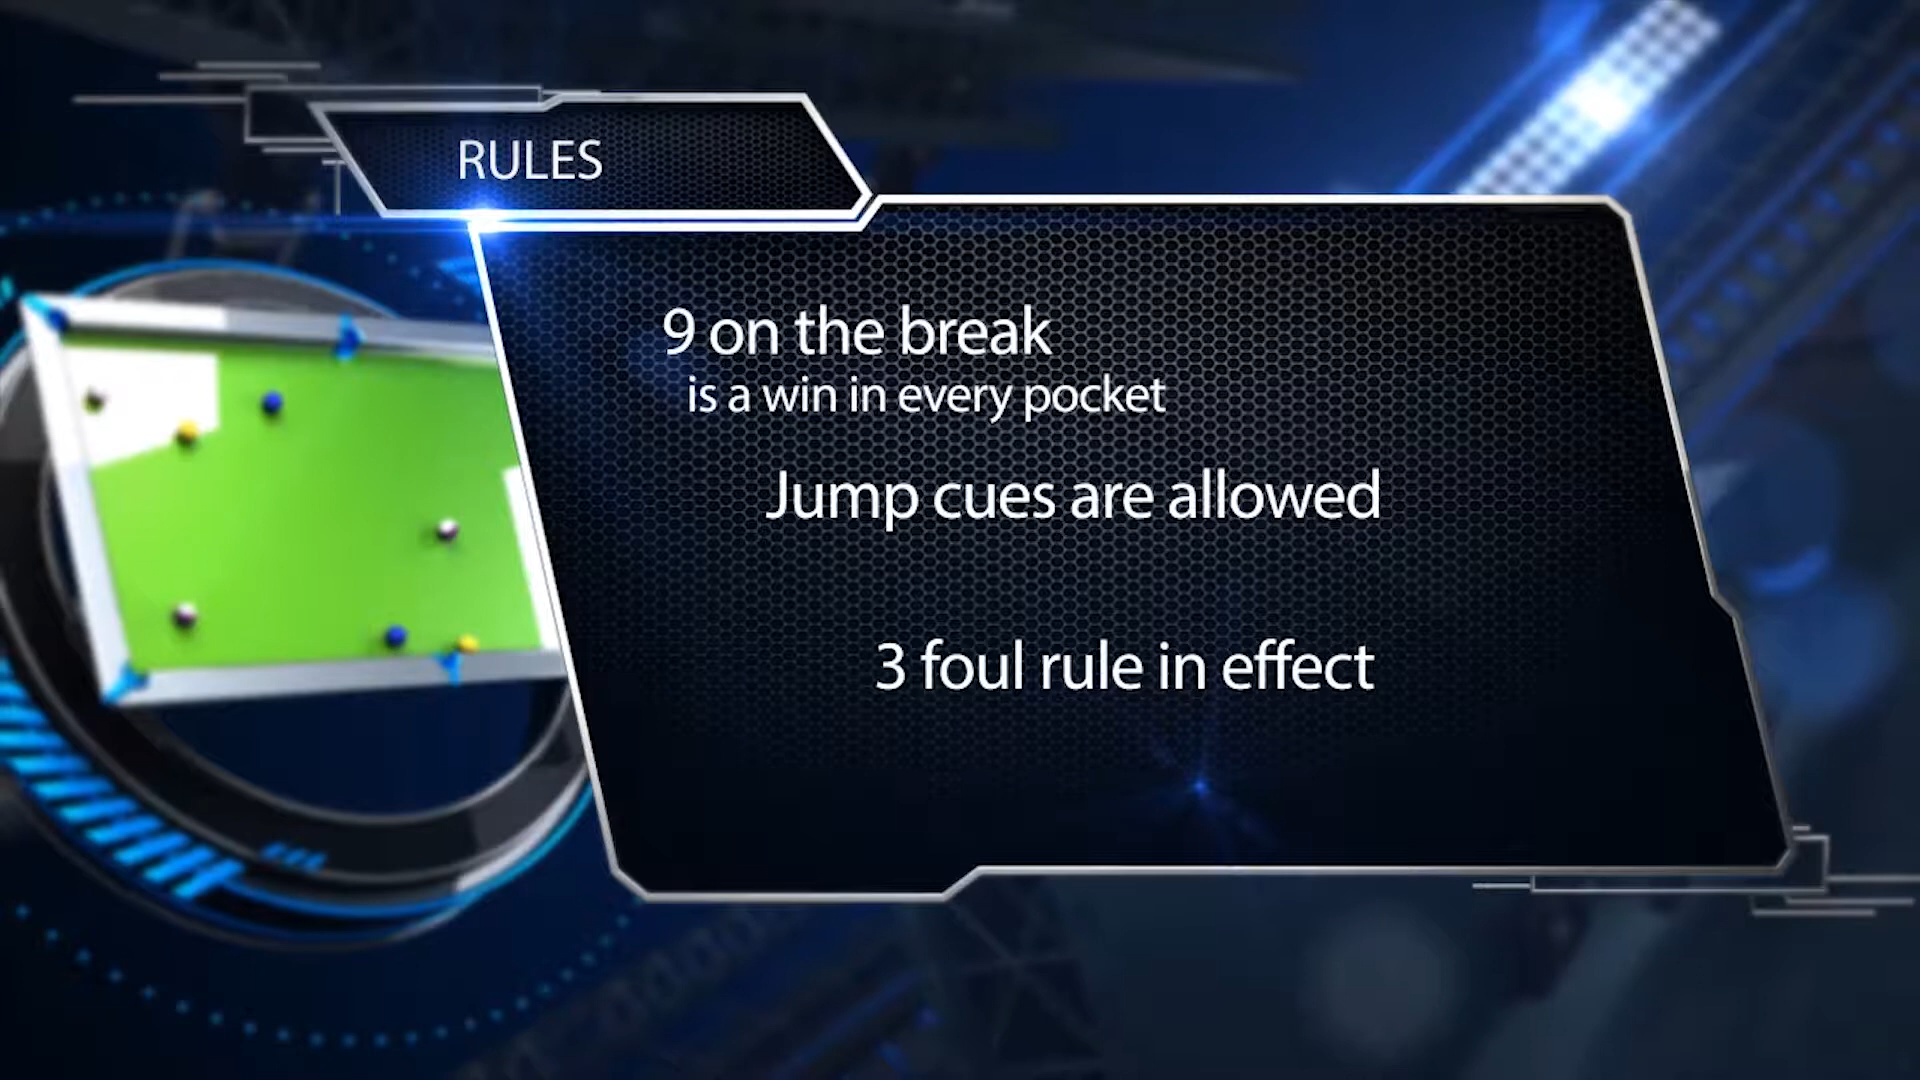 RULES
9 on the break
is a win in every pocket
Jump cues are allowed
3 foul rule in effect